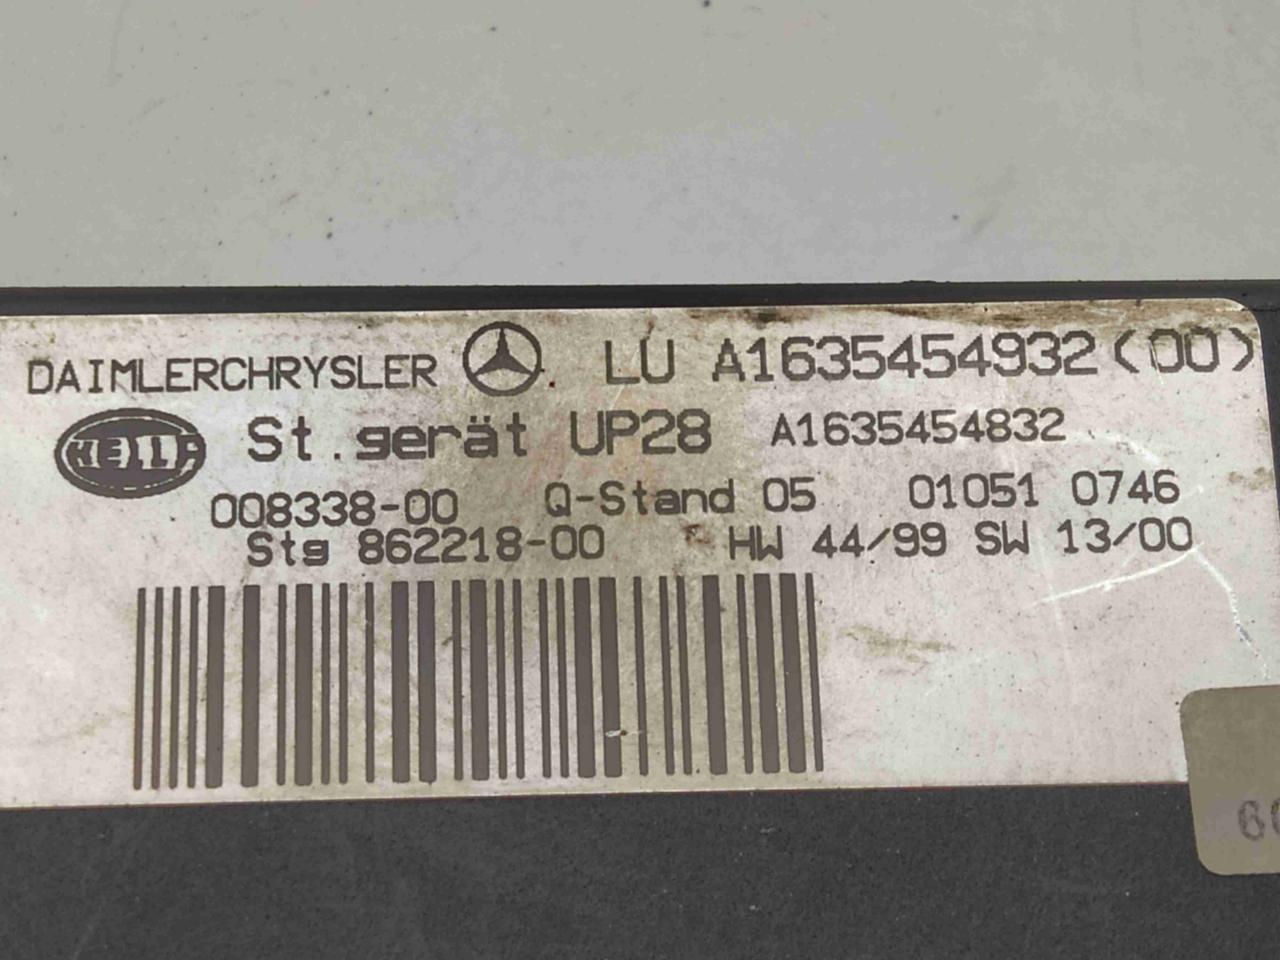 DAIMLERCHRYSLER LU A1635454932(00)
HELLA St.gerät UP28 A1635454832
008338-00 Q-Stand 05 01051 0746
Stg 862218-00 HW 44/99 SW 13/00